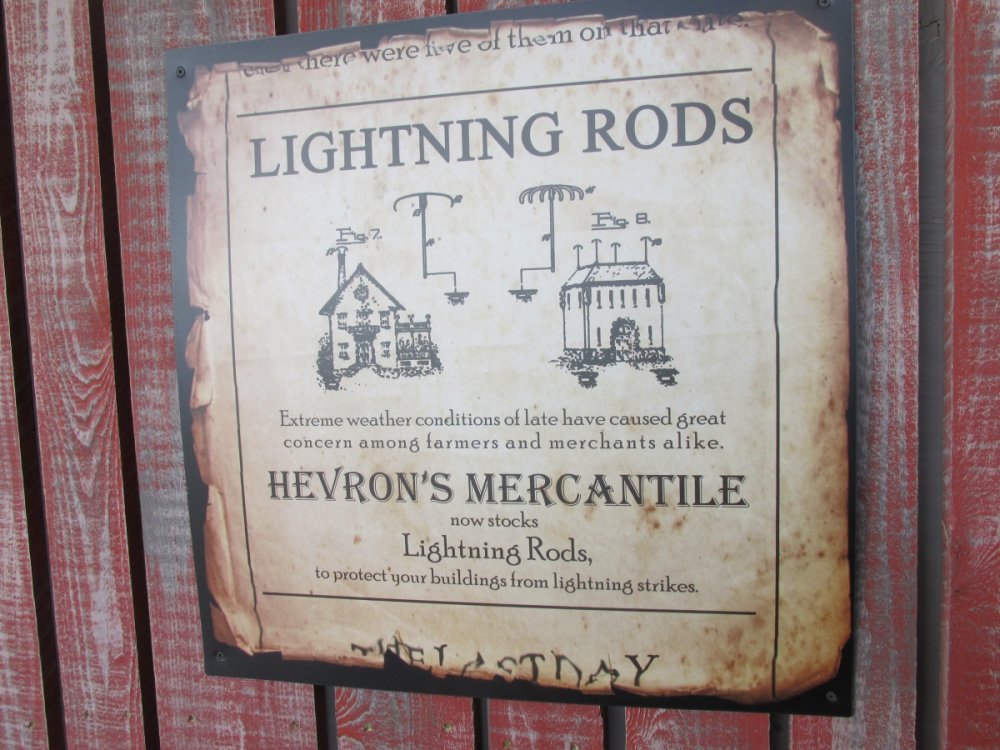 there were five of them on that
LIGHTNING RODS
Fig. 7.
Fig. 8.
Extreme weather conditions of late have caused great
concern among farmers and merchants alike.
HEVRON'S MERCANTILE
now stocks
Lightning Rods,
to protect your buildings from lightning strikes.
THE LAST DAY